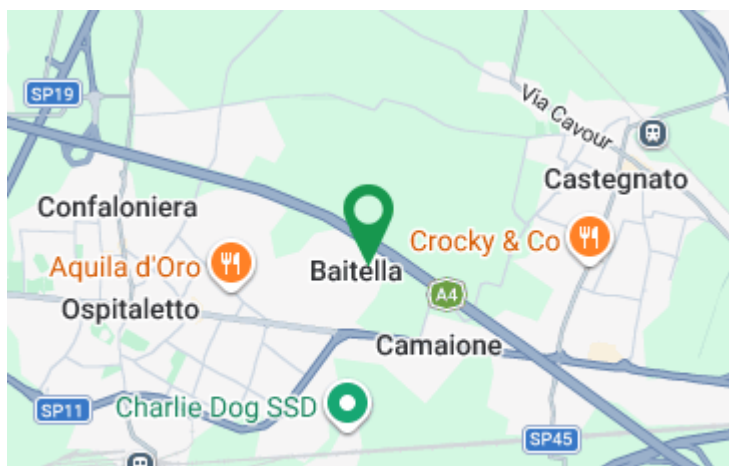 SP19
Via Cavour
Castegnato
Confaloniera
Crocky & Co
Aquila d'Oro
Baitella
A4
Ospitaletto
Camaione
Charlie Dog SSD
SP11
SP45